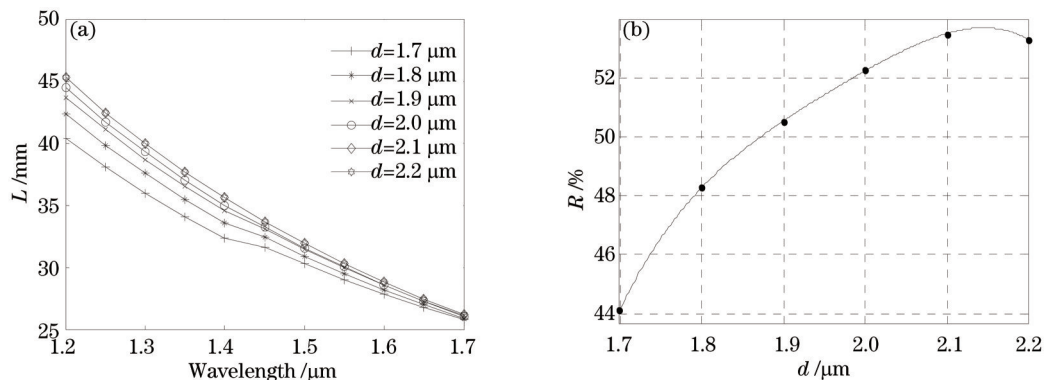 (a)
50
45
40
35
30
25
L /mm
d=1.7 μm
d=1.8 μm
d=1.9 μm
d=2.0 μm
d=2.1 μm
d=2.2 μm
1.2 1.3 1.4 1.5 1.6 1.7
Wavelength /μm
(b)
52
50
48
46
44
R /%
1.7 1.8 1.9 2.0 2.1 2.2
d /μm